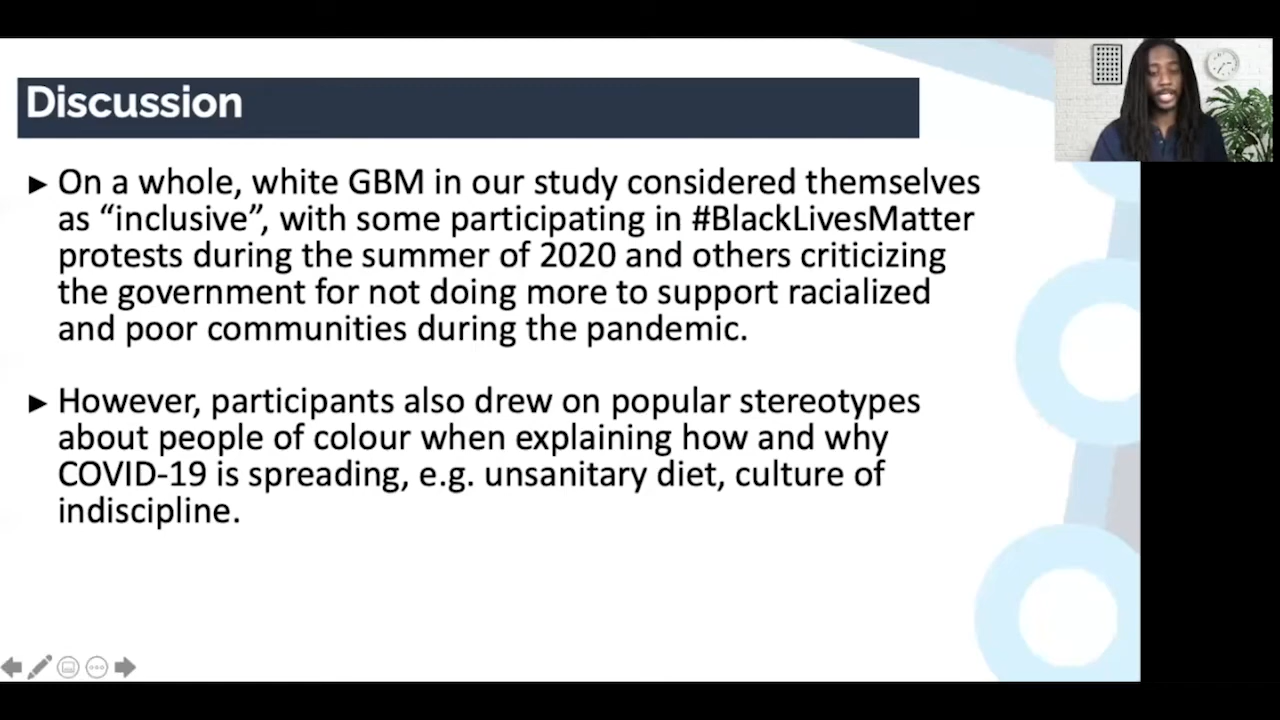 Discussion
► On a whole, white GBM in our study considered themselves
as “inclusive”, with some participating in #BlackLivesMatter
protests during the summer of 2020 and others criticizing
the government for not doing more to support racialized
and poor communities during the pandemic.
► However, participants also drew on popular stereotypes
about people of colour when explaining how and why
COVID-19 is spreading, e.g. unsanitary diet, culture of
indiscipline.